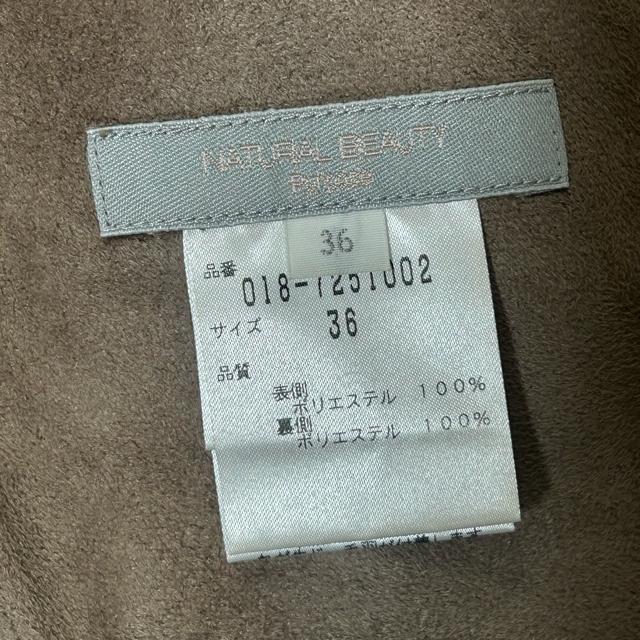 NATURAL BEAUTY
36
品番
018-7251002
サイズ
36
品質
表側
ポリエステル 100%
裏側
ポリエステル 100%